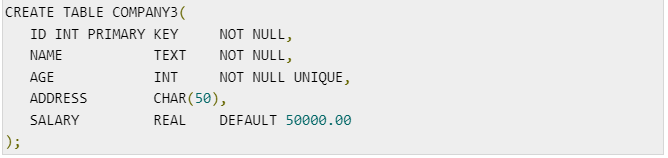 CREATE TABLE COMPANY3(
   ID INT PRIMARY KEY     NOT NULL,
   NAME           TEXT    NOT NULL,
   AGE            INT     NOT NULL UNIQUE,
   ADDRESS        CHAR(50),
   SALARY         REAL    DEFAULT 50000.00
);